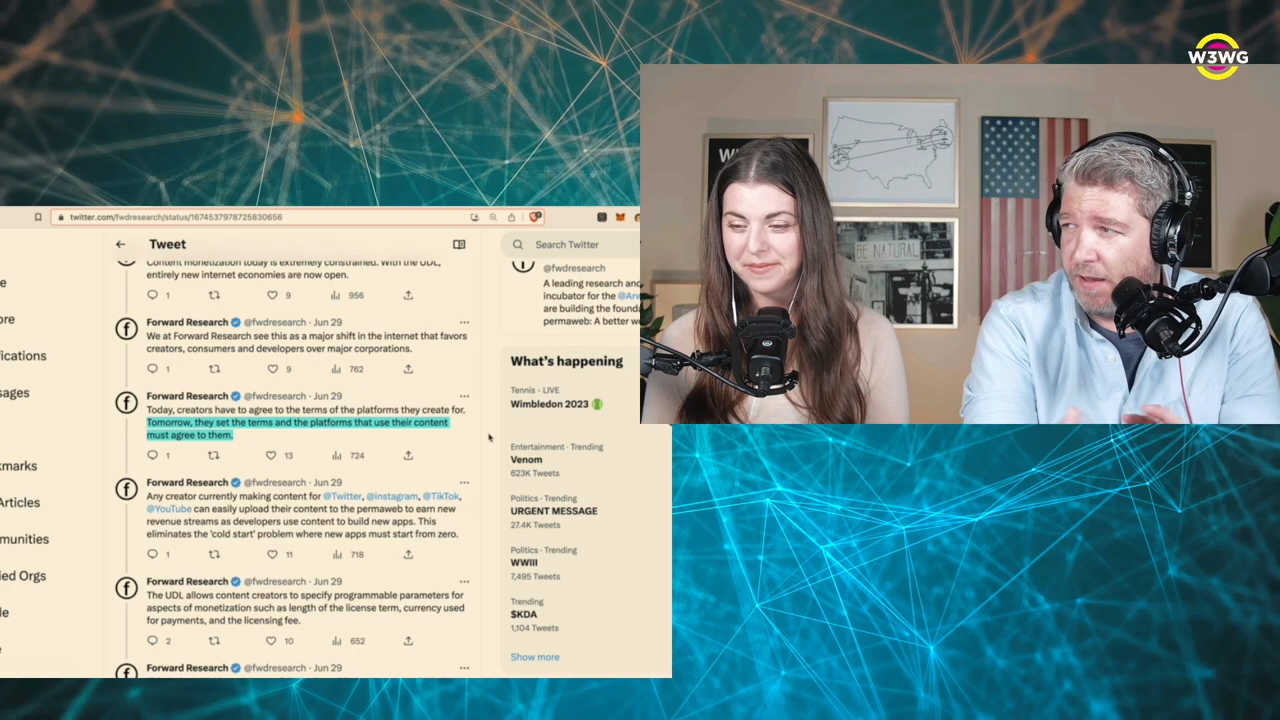 W3WG
twitter.com/fwdresearch/status/1674537978725830656
Tweet
Search Twitter
Content monetization today is extremely constrained. With the UDL,
entirely new internet economies are now open.
1 9 956
@fwdresearch
A leading research and
incubator for the @Arw
are building the founda
permaweb: A better w
Forward Research @fwdresearch · Jun 29
We at Forward Research see this as a major shift in the internet that favors
creators, consumers and developers over major corporations.
1 9 762
Forward Research @fwdresearch · Jun 29
Today, creators have to agree to the terms of the platforms they create for.
Tomorrow, they set the terms and the platforms that use their content
must agree to them.
1 13 724
Forward Research @fwdresearch · Jun 29
Any creator currently making content for @Twitter, @instagram, @TikTok,
@YouTube can easily upload their content to the permaweb to earn new
revenue streams as developers use content to build new apps. This
eliminates the 'cold start' problem where new apps must start from zero.
1 11 718
Forward Research @fwdresearch · Jun 29
The UDL allows content creators to specify programmable parameters for
aspects of monetization such as length of the license term, currency used
for payments, and the licensing fee.
2 10 652
Forward Research @fwdresearch · Jun 29
What's happening
Tennis · LIVE
Wimbledon 2023
Entertainment · Trending
Venom
623K Tweets
Politics · Trending
URGENT MESSAGE
27.4K Tweets
Politics · Trending
WWIII
7,495 Tweets
Trending
$KDA
1,104 Tweets
Show more
e
ore
fications
sages
kmarks
Articles
munities
ied Orgs
le
BE NATURAL